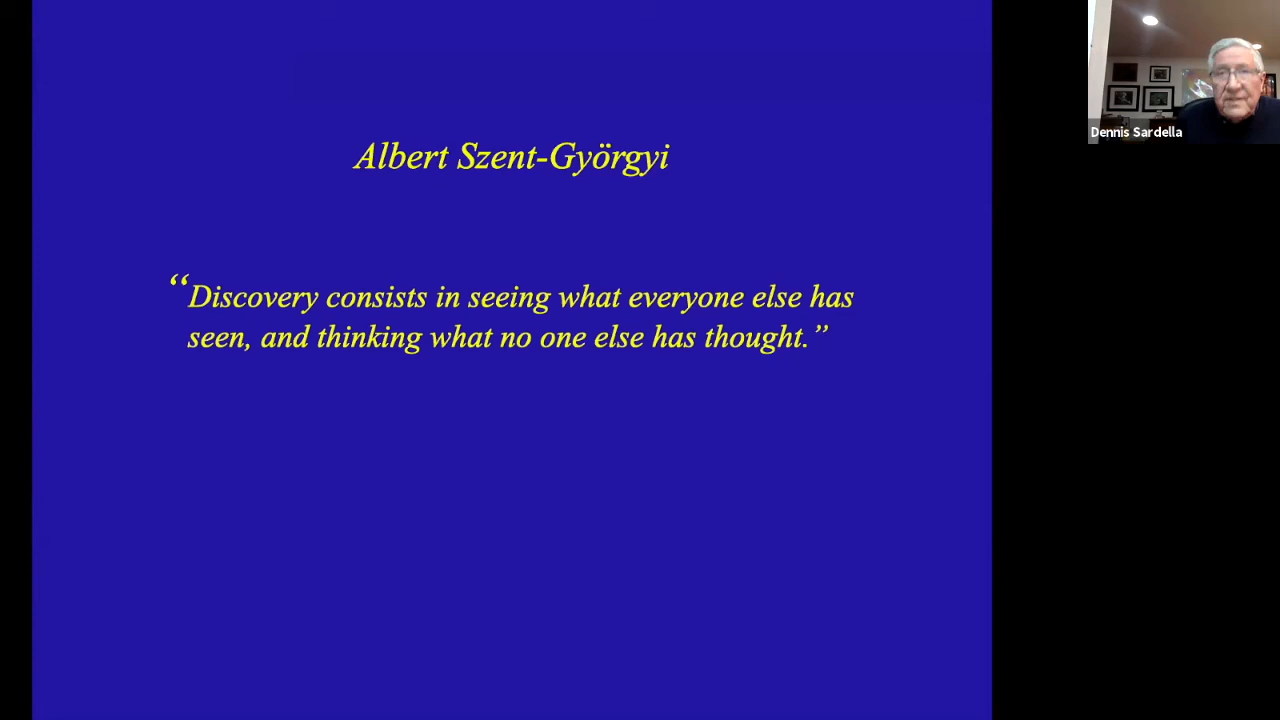 Albert Szent-Györgyi
“Discovery consists in seeing what everyone else has
seen, and thinking what no one else has thought.”
Dennis Sardella